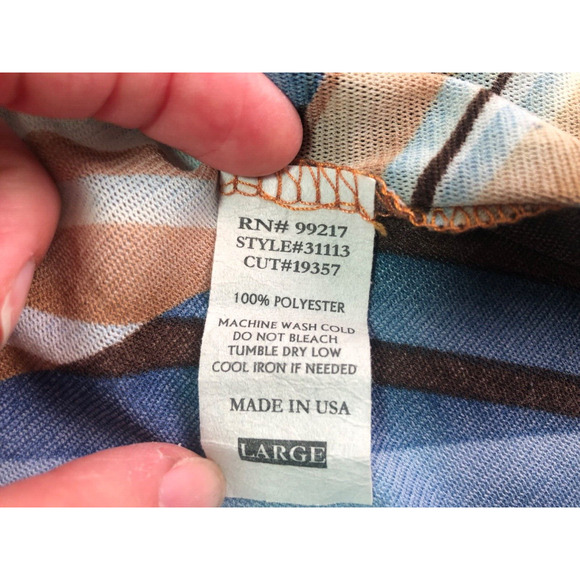 RN# 99217
STYLE#31113
CUT#19357
100% POLYESTER
MACHINE WASH COLD
DO NOT BLEACH
TUMBLE DRY LOW
COOL IRON IF NEEDED
MADE IN USA
LARGE